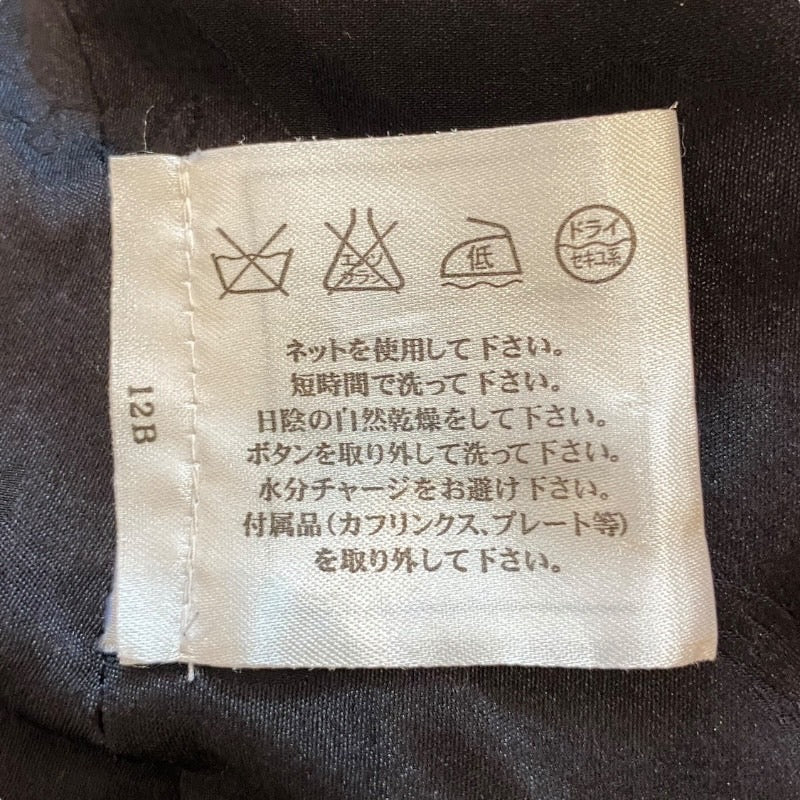 エンソ
サラシ
低
ドライ
セキユ系
ネットを使用して下さい。
短時間で洗って下さい。
日陰の自然乾燥をして下さい。
ボタンを取り外して洗って下さい。
水分チャージをお避け下さい。
付属品(カフリンクス、プレート等)
を取り外して下さい。
12B